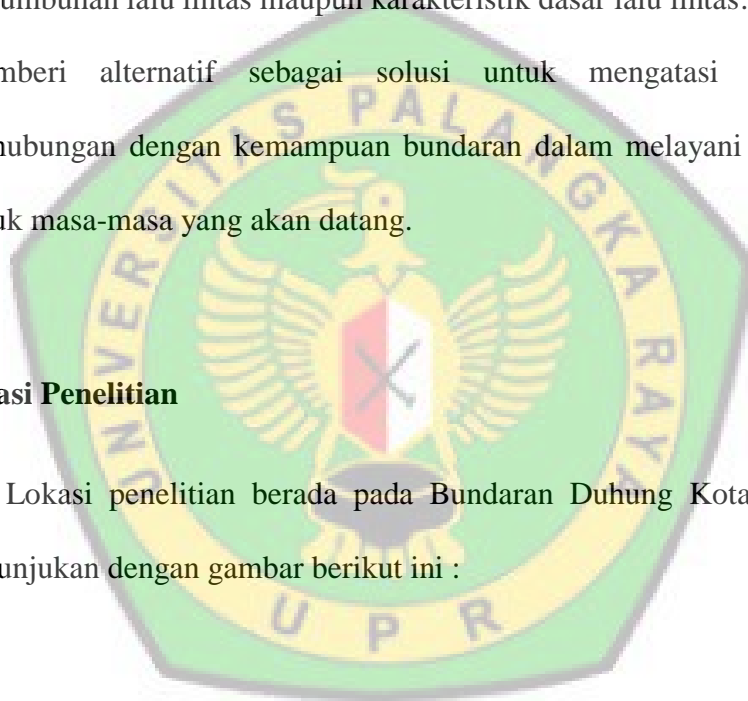 umbuhan lalu lintas maupun karakteristik dasar lalu lintas.
mberi alternatif sebagai solusi untuk mengatasi
hubungan dengan kemampuan bundaran dalam melayani
uk masa-masa yang akan datang.
asi Penelitian
Lokasi penelitian berada pada Bundaran Duhung Kota
unjukan dengan gambar berikut ini :
UNIVERSITAS PALANGKA RAYA
U P R